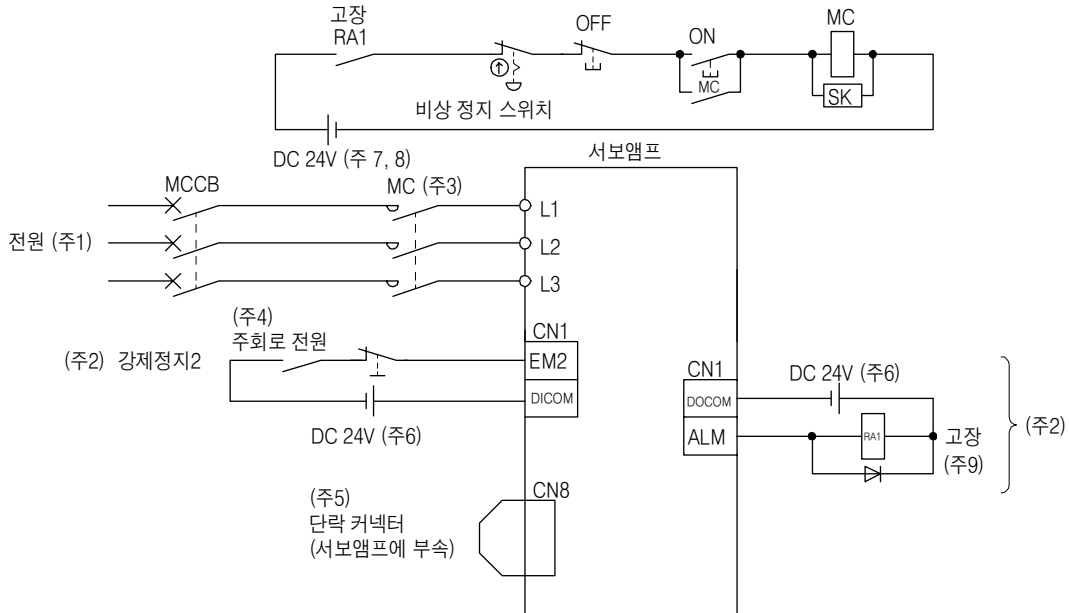 고장
RA1
OFF
ON
MC
MC
SK
비상 정지 스위치
DC 24V (주 7, 8)
서보앰프
MCCB
MC (주3)
L1
전원 (주1)
L2
L3
(주4)
주회로 전원
(주2) 강제정지2
CN1
EM2
DICOM
DC 24V (주6)
CN1
DOCOM
ALM
DC 24V (주6)
RA1
고장
(주9)
(주2)
(주5)
단락 커넥터
(서보앰프에 부속)
CN8